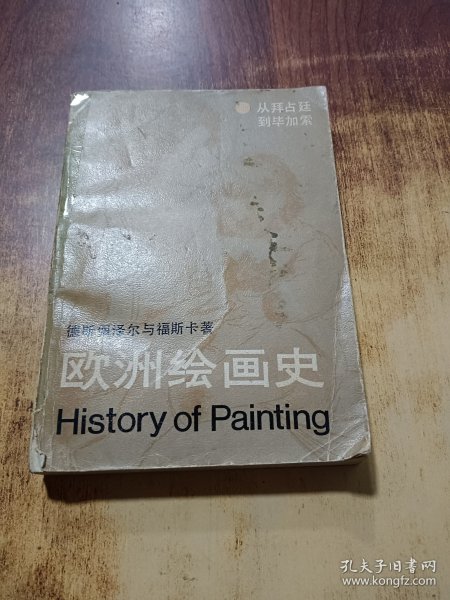 从拜占廷
到毕加索
德斯佩泽尔与福斯卡著
欧洲绘画史
History of Painting
孔夫子旧书网
www.kongfz.com